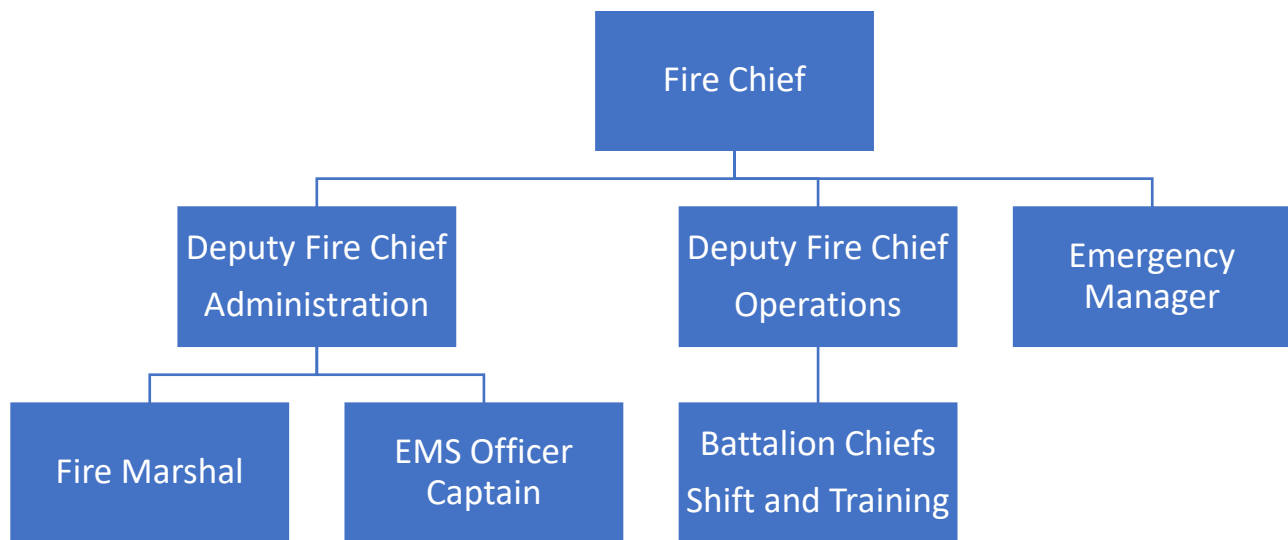 Fire Chief
Deputy Fire Chief
Administration
Deputy Fire Chief
Operations
Emergency
Manager
Fire Marshal
EMS Officer
Captain
Battalion Chiefs
Shift and Training